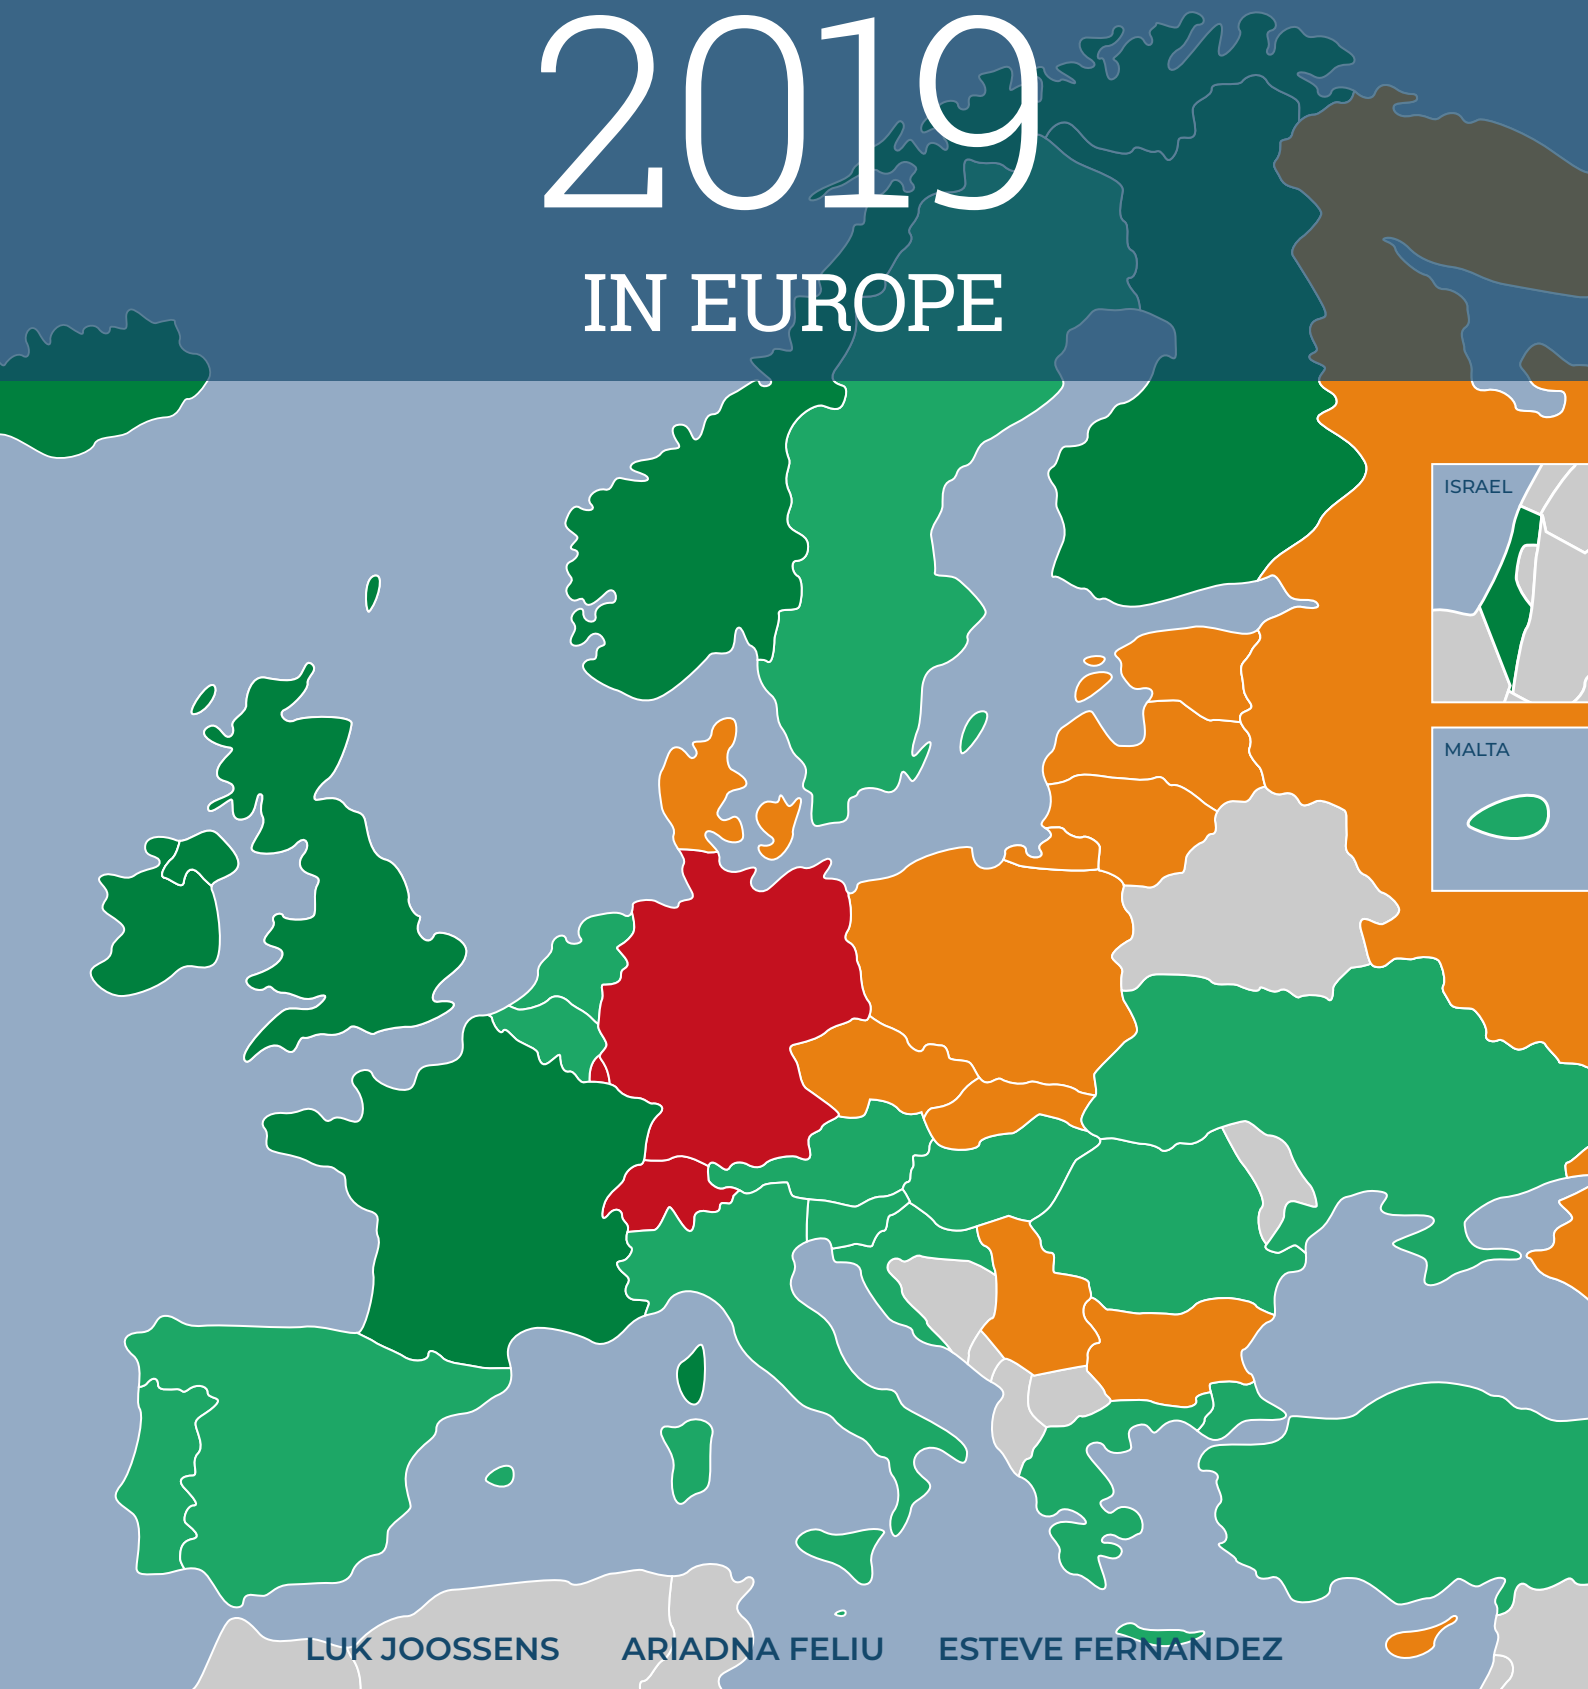 2019
IN EUROPE
ISRAEL
MALTA
LUK JOOSSENS ARIADNA FELIU ESTEVE FERNANDEZ